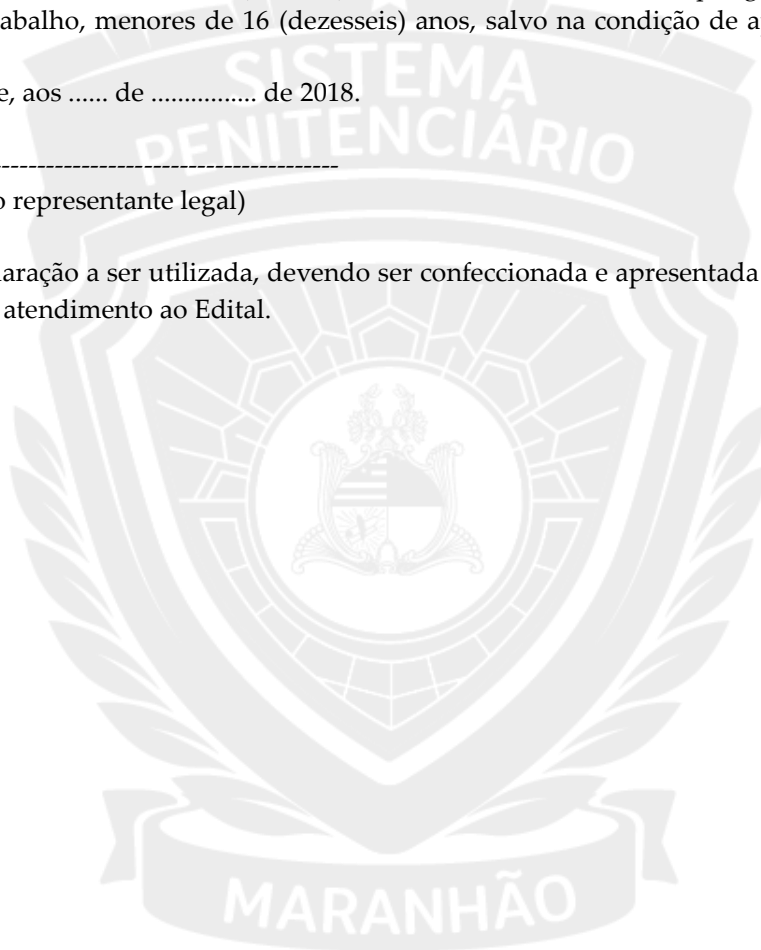 abalho, menores de 16 (dezesseis) anos, salvo na condição de a
e, aos ...... de ................ de 2018.
---------------------------------------
o representante legal)
laração a ser utilizada, devendo ser confeccionada e apresentada
atendimento ao Edital.
SISTEMA
PENITENCIÁRIO
MARANHÃO